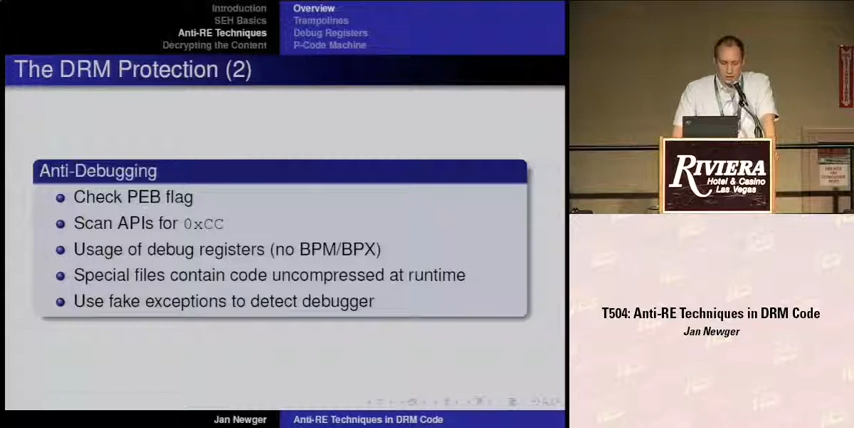 Introduction
SEH Basics
Anti-RE Techniques
Decrypting the Content
Overview
Trampolines
Debug Registers
P-Code Machine
The DRM Protection (2)
Anti-Debugging
Check PEB flag
Scan APIs for 0xCC
Usage of debug registers (no BPM/BPX)
Special files contain code uncompressed at runtime
Use fake exceptions to detect debugger
Jan Newger
Anti-RE Techniques in DRM Code
RIVIERA
Hotel & Casino
Las Vegas
T504: Anti-RE Techniques in DRM Code
Jan Newger